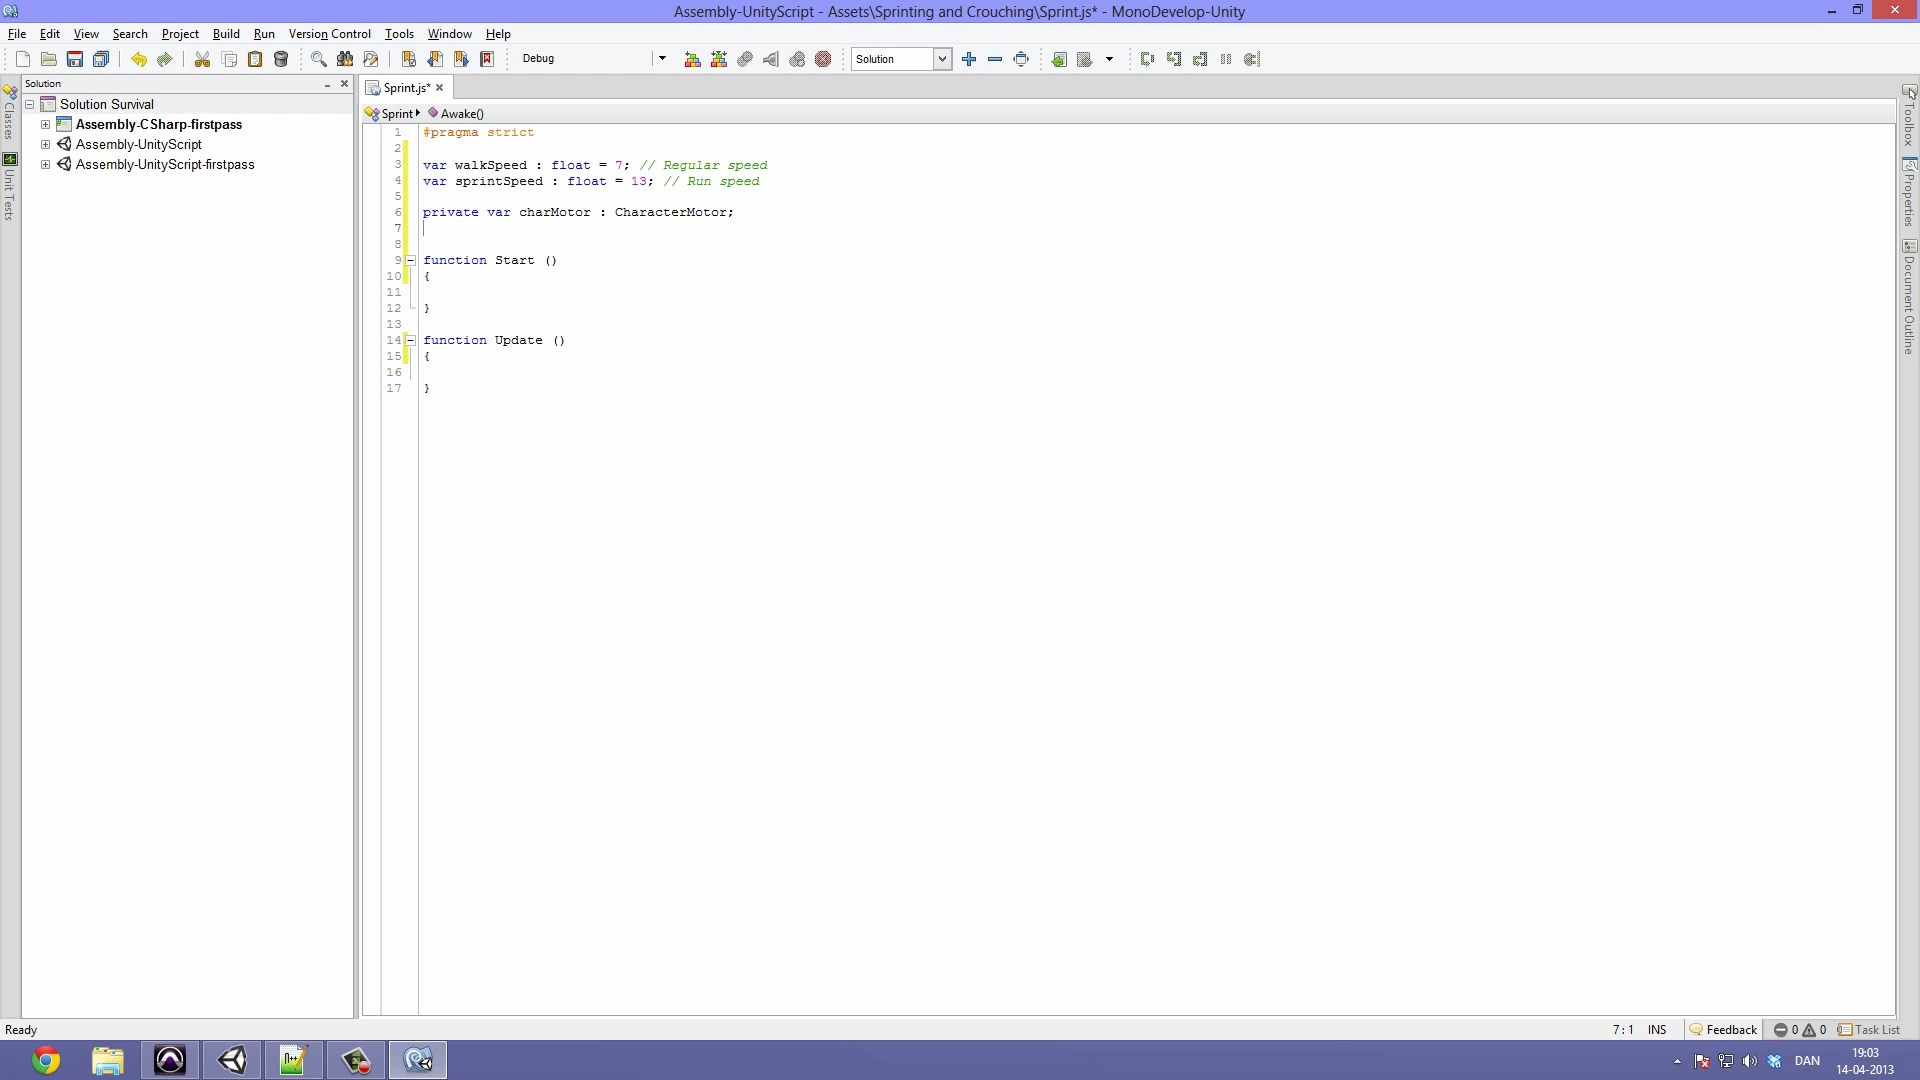 Assembly-UnityScript - Assets\Sprinting and Crouching\Sprint.js* - MonoDevelop-Unity
File Edit View Search Project Build Run Version Control Tools Window Help
Debug
Solution
Solution
Sprint.js*
Classes
Unit Tests
Solution Survival
Assembly-CSharp-firstpass
Assembly-UnityScript
Assembly-UnityScript-firstpass
Sprint Awake()
1 #pragma strict
2
3 var walkSpeed : float = 7; // Regular speed
4 var sprintSpeed : float = 13; // Run speed
5
6 private var charMotor : CharacterMotor;
7
8
9 function Start ()
10 {
11
12 }
13
14 function Update ()
15 {
16
17 }
Toolbox
Properties
Document Outline
Ready
7 : 1 INS
Feedback
0 0
Task List
DAN
19:03
14-04-2013